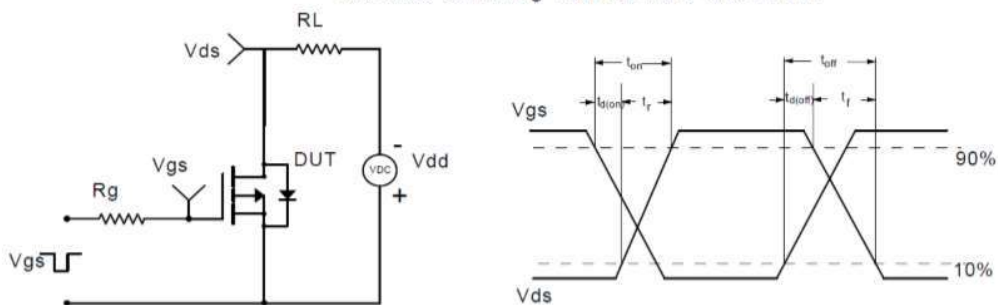 RL
Vds
Vgs
DUT
VDC
-
Vdd
+
Rg
Vgs
ton
toff
td(on)
tr
td(off)
tf
Vgs
90%
10%
Vds